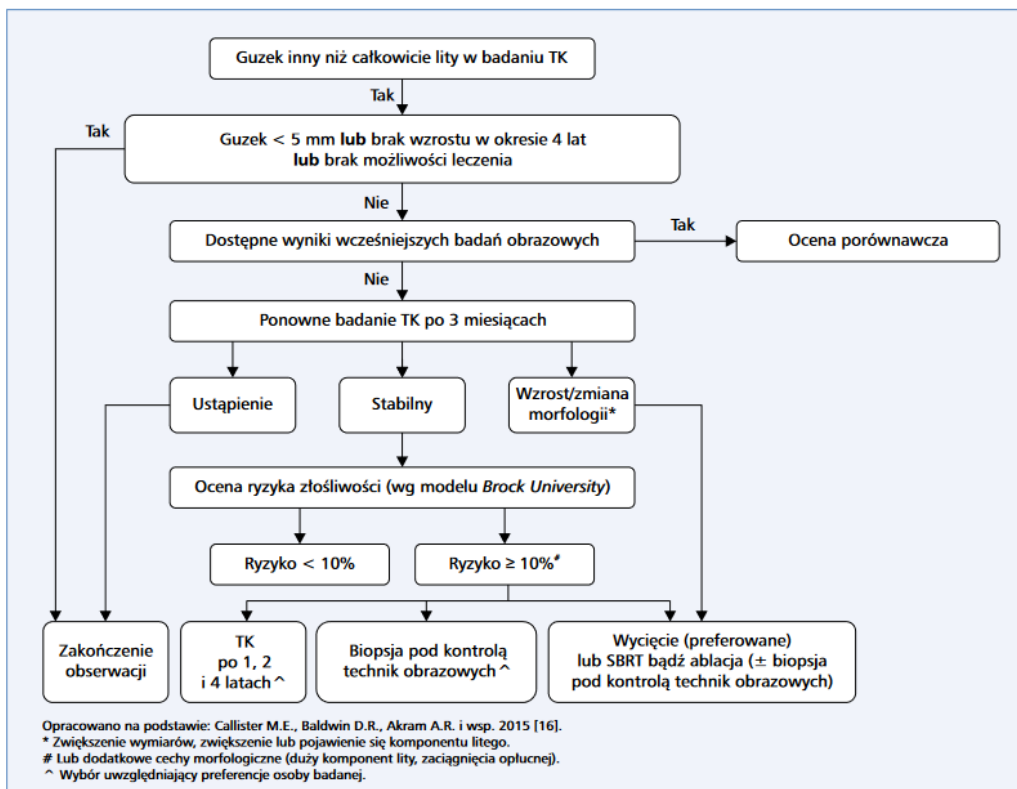 Guzek inny niż całkowicie lity w badaniu TK
Tak
Tak
Guzek < 5 mm lub brak wzrostu w okresie 4 lat
lub brak możliwości leczenia
Nie
Dostępne wyniki wcześniejszych badań obrazowych
Tak
Ocena porównawcza
Nie
Ponowne badanie TK po 3 miesiącach
Ustąpienie
Stabilny
Wzrost/zmiana
morfologii*
Ocena ryzyka złośliwości (wg modelu Brock University)
Ryzyko < 10%
Ryzyko ≥ 10%#
Zakończenie
obserwacji
TK
po 1, 2
i 4 latach^
Biopsja pod kontrolą
technik obrazowych^
Wycięcie (preferowane)
lub SBRT bądź ablacja (± biopsja
pod kontrolą technik obrazowych)
Opracowano na podstawie: Callister M.E., Baldwin D.R., Akram A.R. i wsp. 2015 [16].
* Zwiększenie wymiarów, zwiększenie lub pojawienie się komponentu litego.
# Lub dodatkowe cechy morfologiczne (duży komponent lity, zaciągnięcia opłucnej).
^ Wybór uwzględniający preferencje osoby badanej.